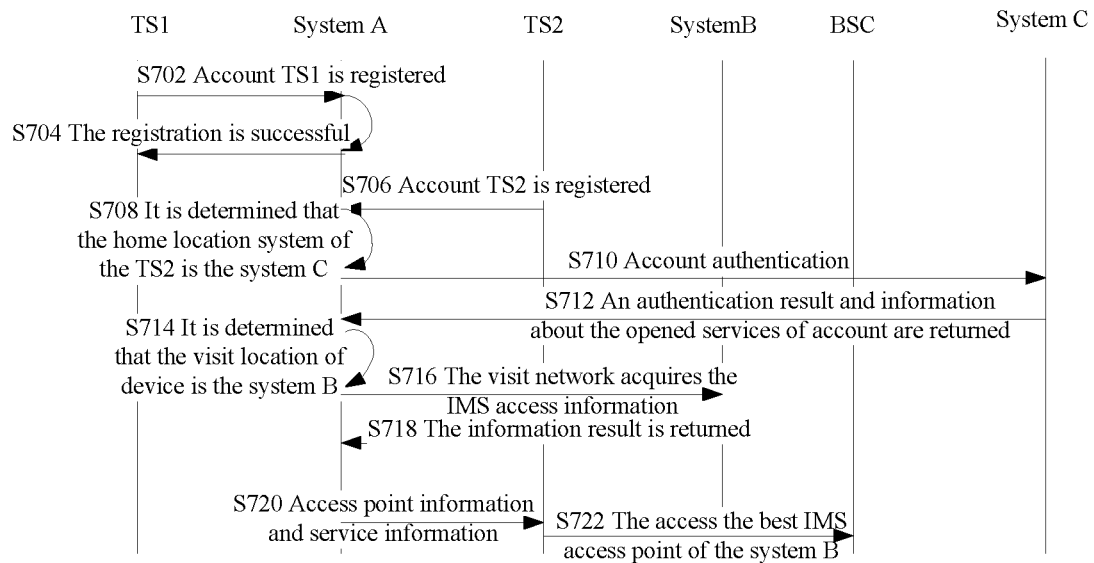 TS1 System A TS2 SystemB BSC System C
S702 Account TS1 is registered
S704 The registration is successful
S706 Account TS2 is registered
S708 It is determined that
the home location system of
the TS2 is the system C
S710 Account authentication
S712 An authentication result and information
about the opened services of account are returned
S714 It is determined
that the visit location of
device is the system B
S716 The visit network acquires the
IMS access information
S718 The information result is returned
S720 Access point information
and service information
S722 The access the best IMS
access point of the system B